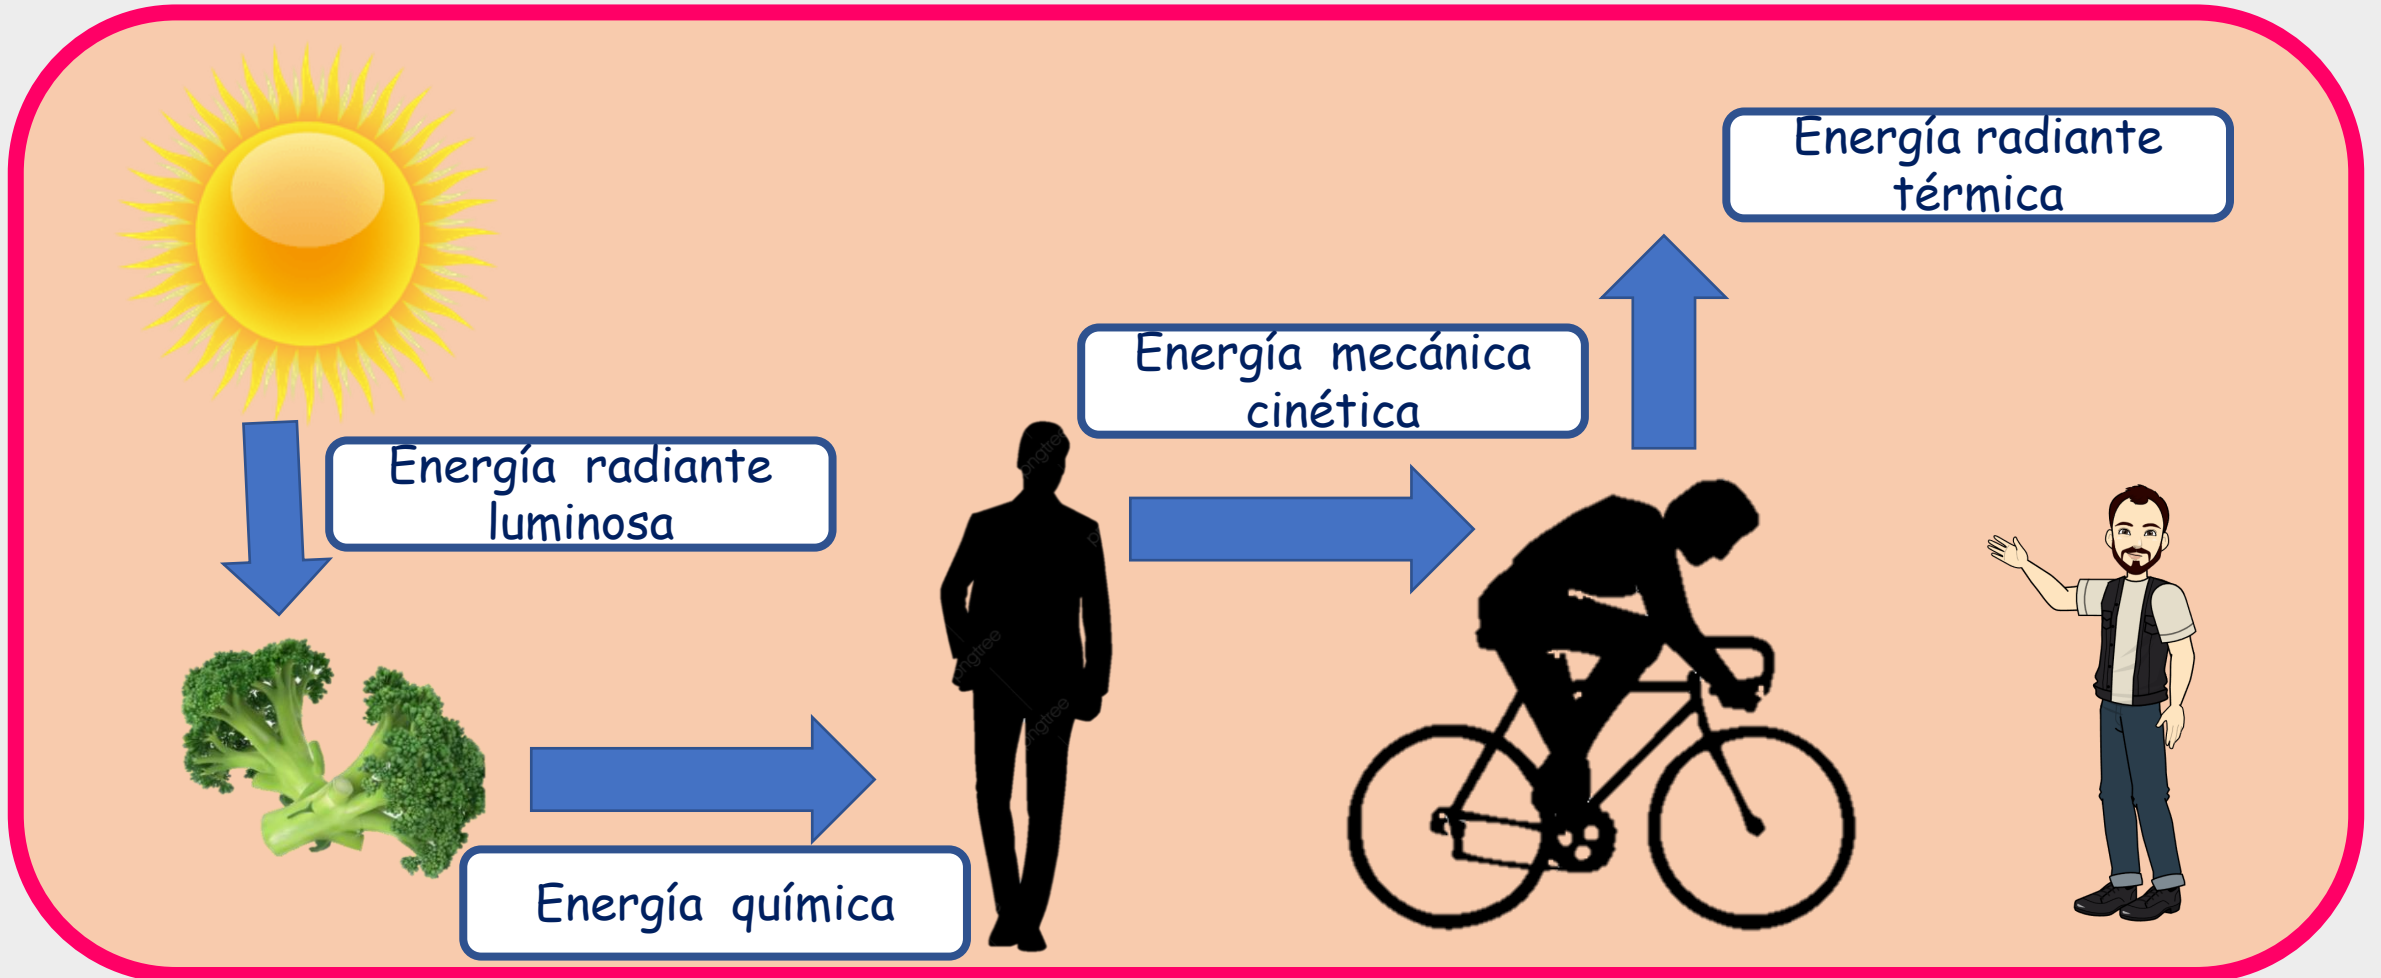 Energía radiante
térmica
Energía mecánica
cinética
Energía radiante
luminosa
Energía química